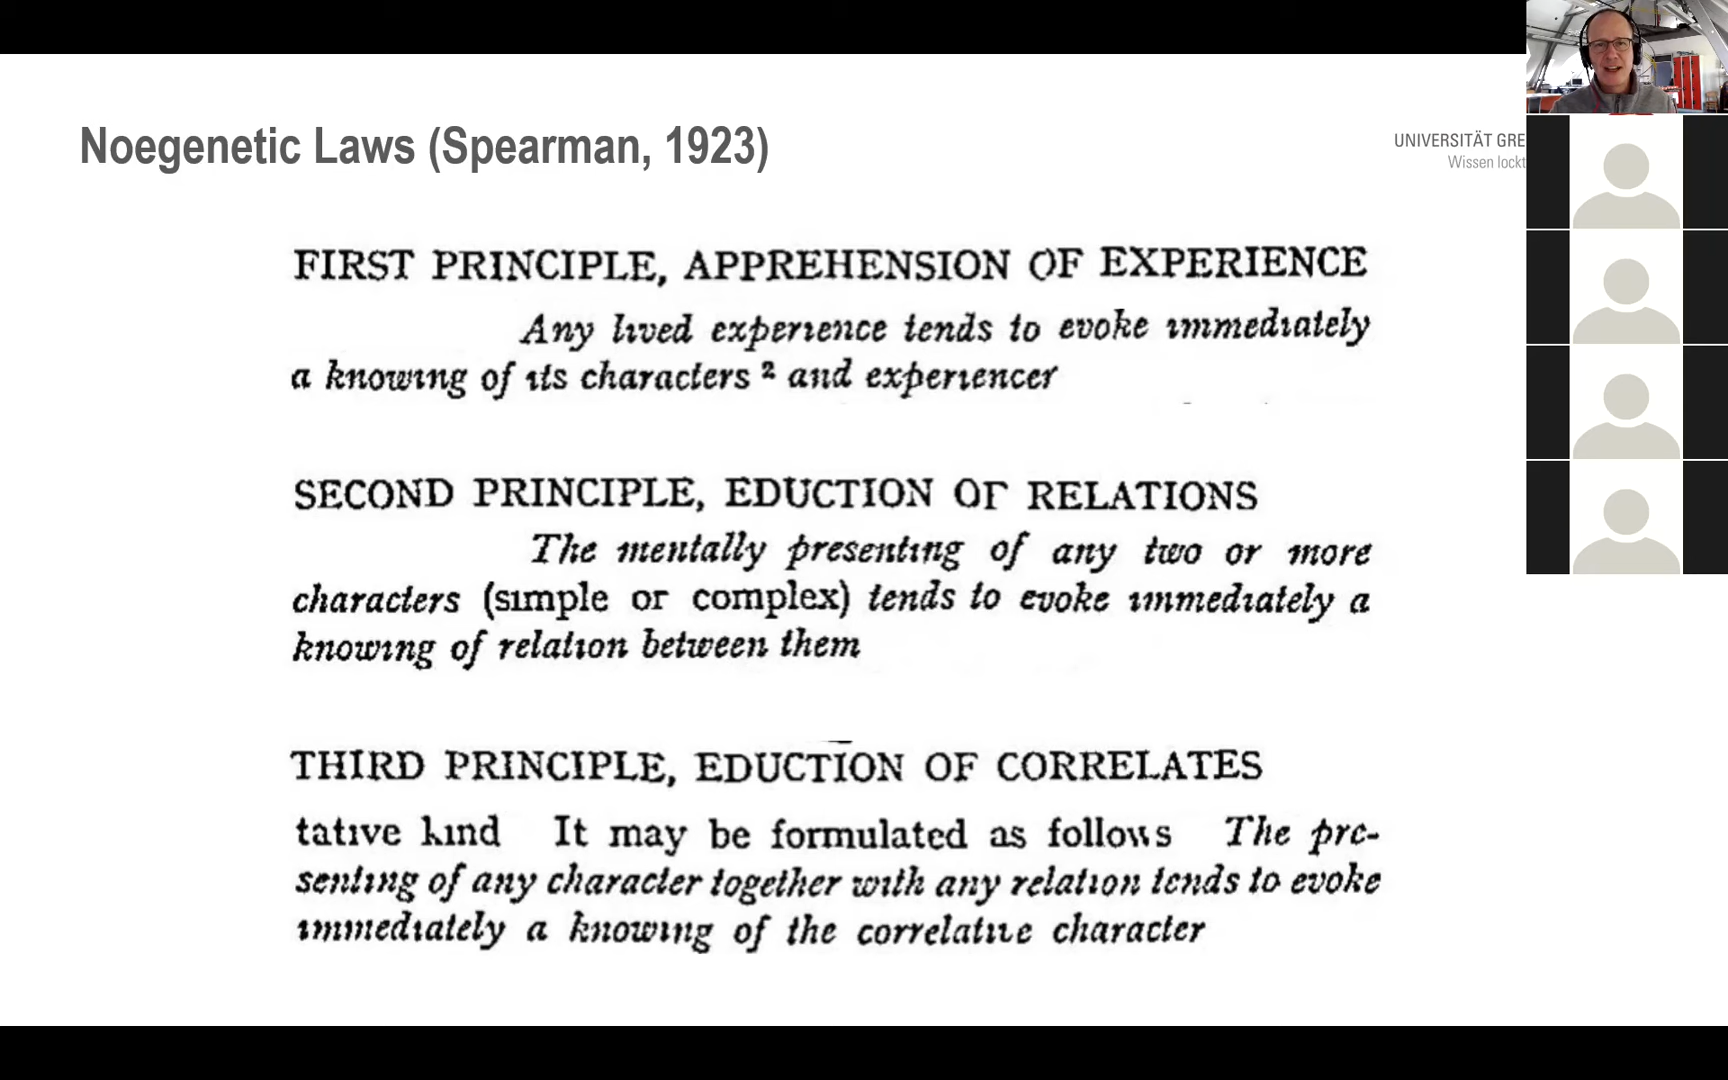 Noegenetic Laws (Spearman, 1923)
UNIVERSITÄT GRE
Wissen lockt
FIRST PRINCIPLE, APPREHENSION OF EXPERIENCE
Any lived experience tends to evoke immediately
a knowing of its characters ² and experiencer
SECOND PRINCIPLE, EDUCTION OF RELATIONS
The mentally presenting of any two or more
characters (simple or complex) tends to evoke immediately a
knowing of relation between them
THIRD PRINCIPLE, EDUCTION OF CORRELATES
tative kind It may be formulated as follows The pre-
senting of any character together with any relation tends to evoke
immediately a knowing of the correlative character